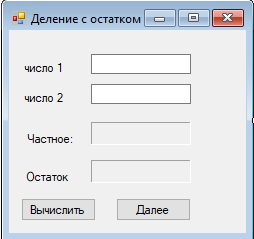 Деление с остатком
число 1
число 2
Частное:
Остаток
Вычислить
Далее